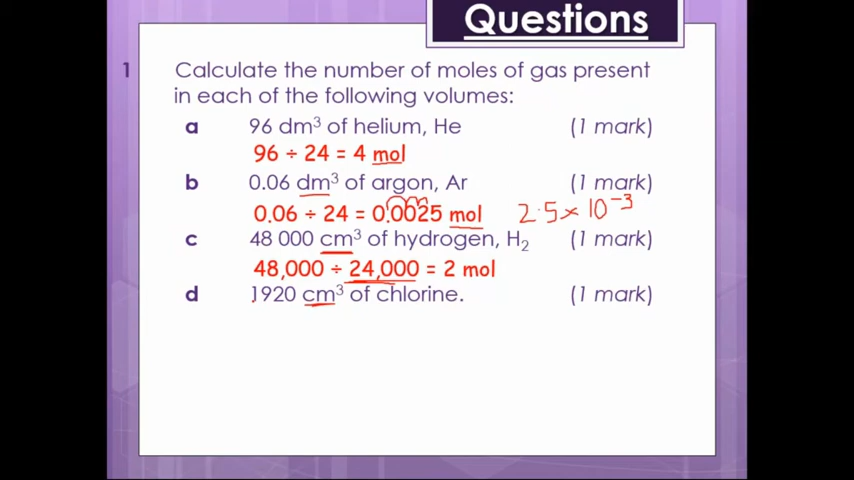 Questions
1 Calculate the number of moles of gas present
in each of the following volumes:
a 96 dm³ of helium, He (1 mark)
96 ÷ 24 = 4 mol
b 0.06 dm³ of argon, Ar (1 mark)
0.06 ÷ 24 = 0.0025 mol 2.5 × 10⁻³
c 48 000 cm³ of hydrogen, H₂ (1 mark)
48,000 ÷ 24,000 = 2 mol
d 1920 cm³ of chlorine. (1 mark)